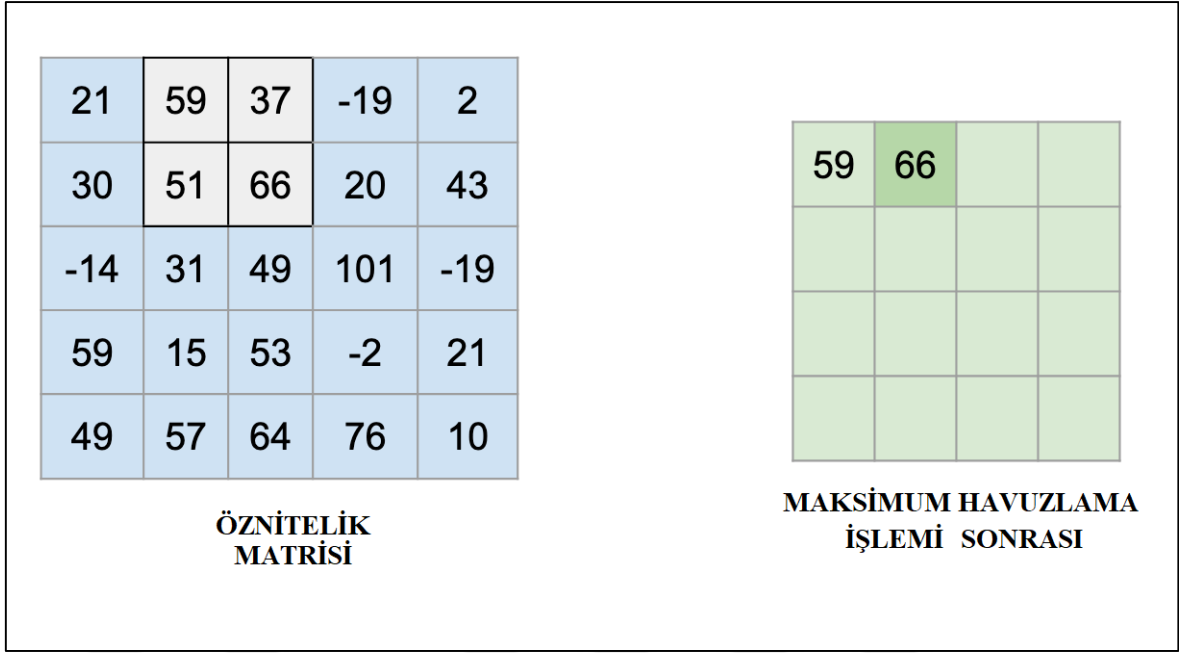 21 59 37 -19 2
30 51 66 20 43
-14 31 49 101 -19
59 15 53 -2 21
49 57 64 76 10
ÖZNİTELİK
MATRİSİ
59 66
MAKSİMUM HAVUZLAMA
İŞLEMİ SONRASI